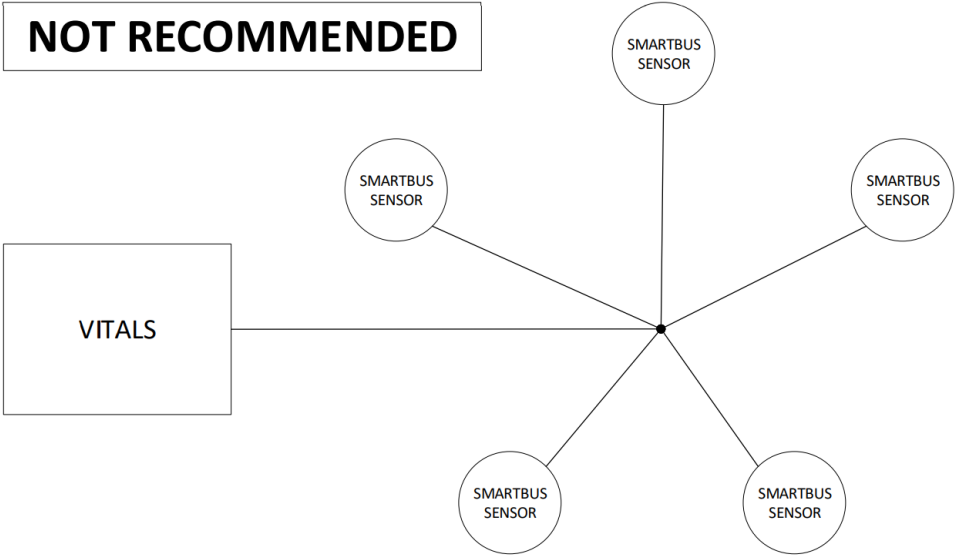 NOT RECOMMENDED
SMARTBUS
SENSOR
SMARTBUS
SENSOR
SMARTBUS
SENSOR
VITALS
SMARTBUS
SENSOR
SMARTBUS
SENSOR